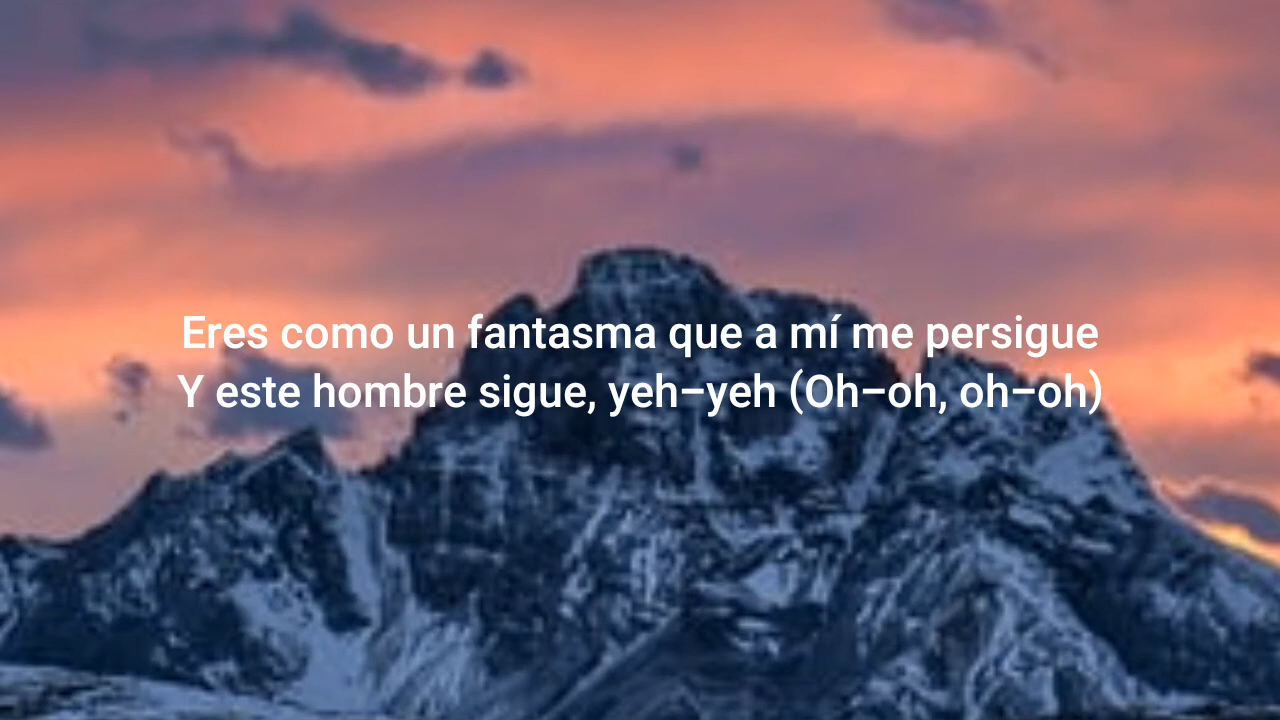 Eres como un fantasma que a mí me persigue
Y este hombre sigue, yeh–yeh (Oh–oh, oh–oh)